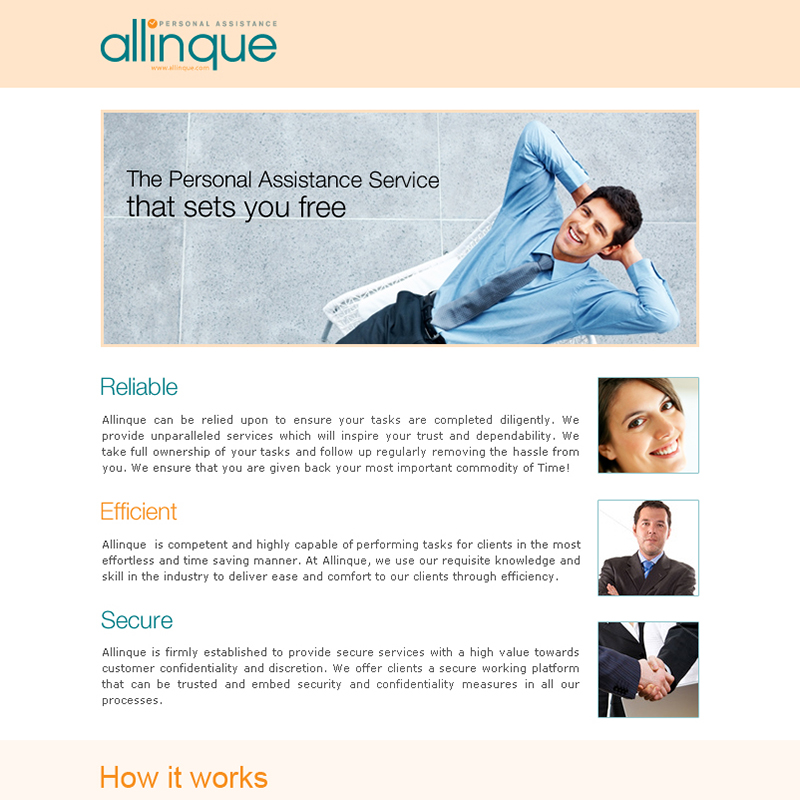 PERSONAL ASSISTANCE
allinque
www.allinque.com
The Personal Assistance Service
that sets you free
Reliable
Allinque can be relied upon to ensure your tasks are completed diligently. We
provide unparalleled services which will inspire your trust and dependability. We
take full ownership of your tasks and follow up regularly removing the hassle from
you. We ensure that you are given back your most important commodity of Time!
Efficient
Allinque is competent and highly capable of performing tasks for clients in the most
effortless and time saving manner. At Allinque, we use our requisite knowledge and
skill in the industry to deliver ease and comfort to our clients through efficiency.
Secure
Allinque is firmly established to provide secure services with a high value towards
customer confidentiality and discretion. We offer clients a secure working platform
that can be trusted and embed security and confidentiality measures in all our
processes.
How it works